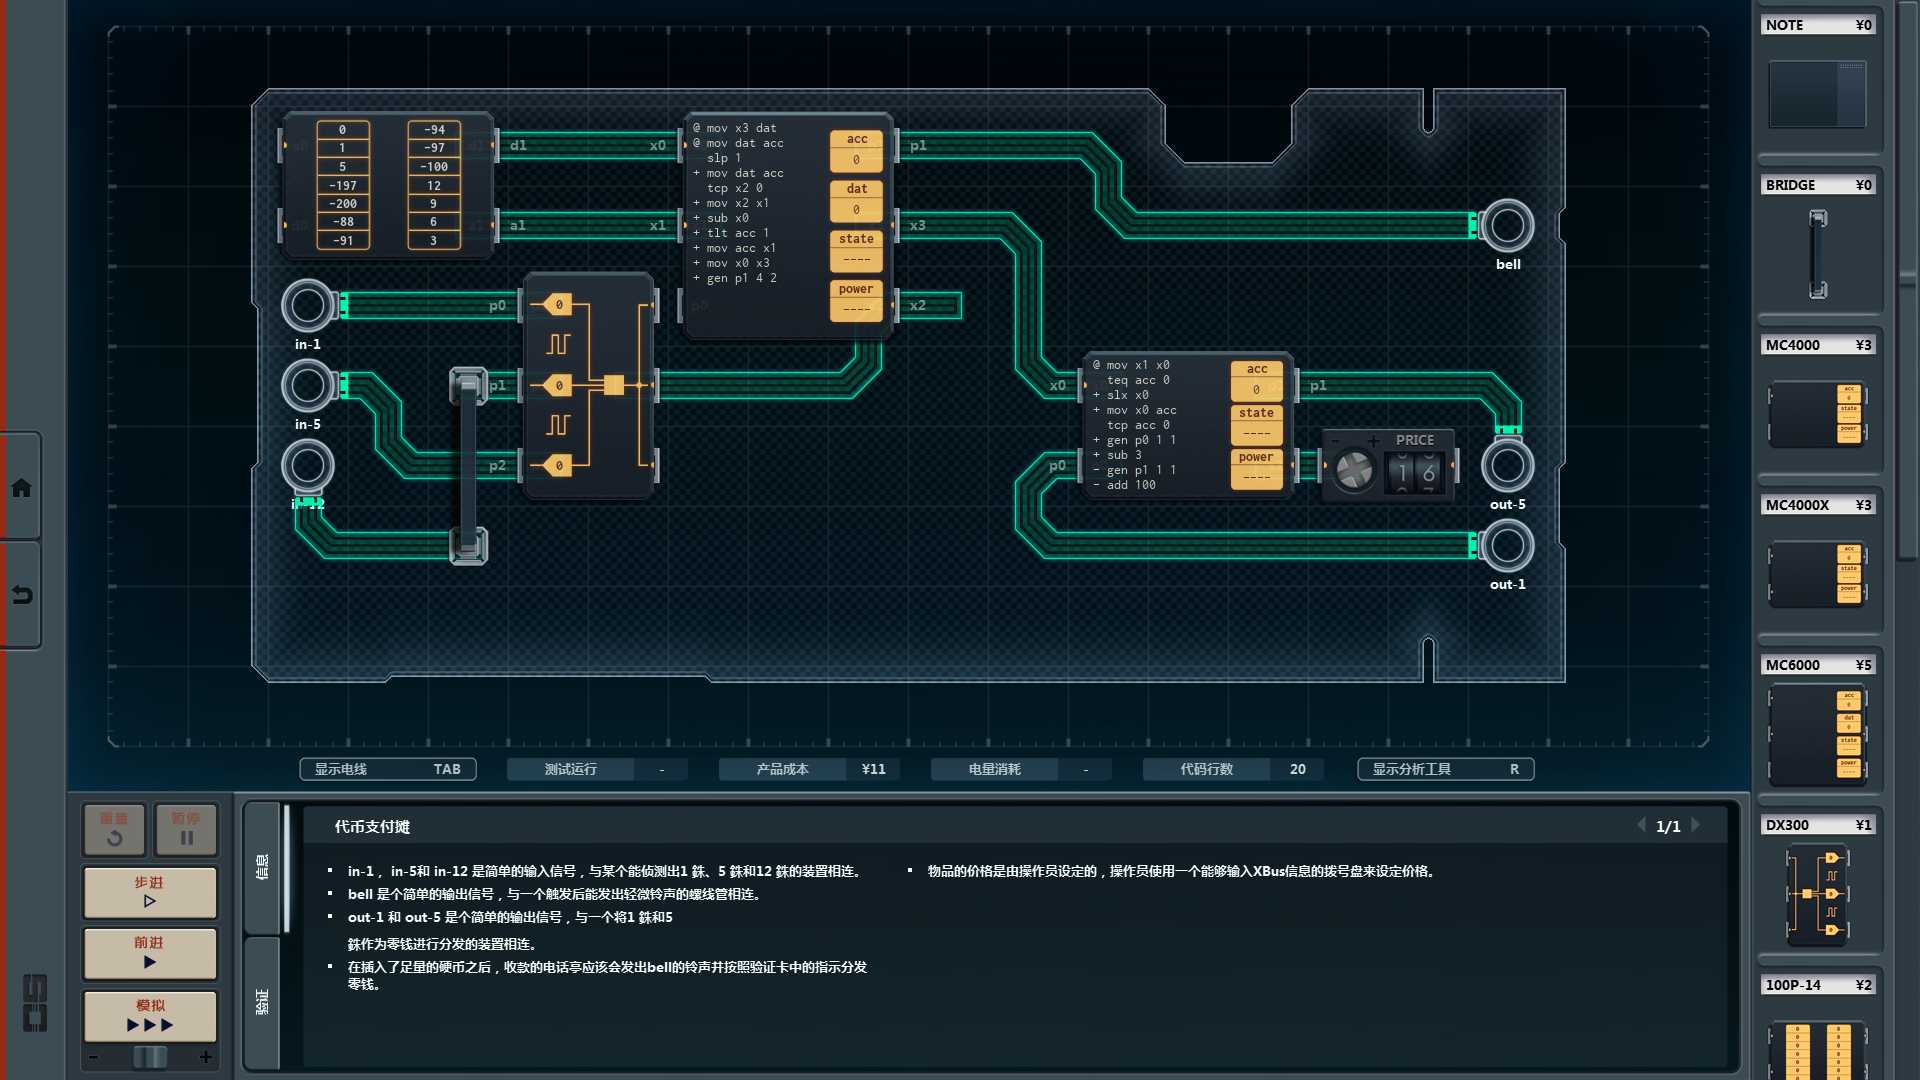 NOTE ¥0
BRIDGE ¥0
MC4000 ¥3
MC4000X ¥3
MC6000 ¥5
DX300 ¥1
100P-14 ¥2
0
1
5
-197
-200
-88
-91
-94
-97
-100
12
9
6
3
d1
a1
x0
x1
@ mov x3 dat
@ mov dat acc
slp 1
+ mov dat acc
tcp x2 0
+ mov x2 x1
+ sub x0
+ tlt acc 1
+ mov acc x1
+ mov x0 x3
+ gen p1 4 2
acc
0
dat
0
state
----
power
----
p1
x3
x2
p0
bell
in-1
in-5
in-12
p0
p1
p2
0
0
0
x0
p0
@ mov x1 x0
teq acc 0
+ slx x0
+ mov x0 acc
tcp acc 0
+ gen p0 1 1
+ sub 3
- gen p1 1 1
- add 100
acc
0
state
----
power
----
p1
- + PRICE
1 6
out-5
out-1
显示电线 TAB
测试运行 -
产品成本 ¥11
电量消耗 -
代码行数 20
显示分析工具 R
重置
暂停
步进
前进
模拟
- +
信息
验证
代币支付摊
1/1
▪ in-1， in-5和 in-12 是简单的输入信号，与某个能侦测出1 銖、5 銖和12 銖的装置相连。
▪ bell 是个简单的输出信号，与一个触发后能发出轻微铃声的螺线管相连。
▪ out-1 和 out-5 是个简单的输出信号，与一个将1 銖和5
銖作为零钱进行分发的装置相连。
▪ 在插入了足量的硬币之后，收款的电话亭应该会发出bell的铃声并按照验证卡中的指示分发
零钱。
▪ 物品的价格是由操作员设定的，操作员使用一个能够输入XBus信息的拨号盘来设定价格。